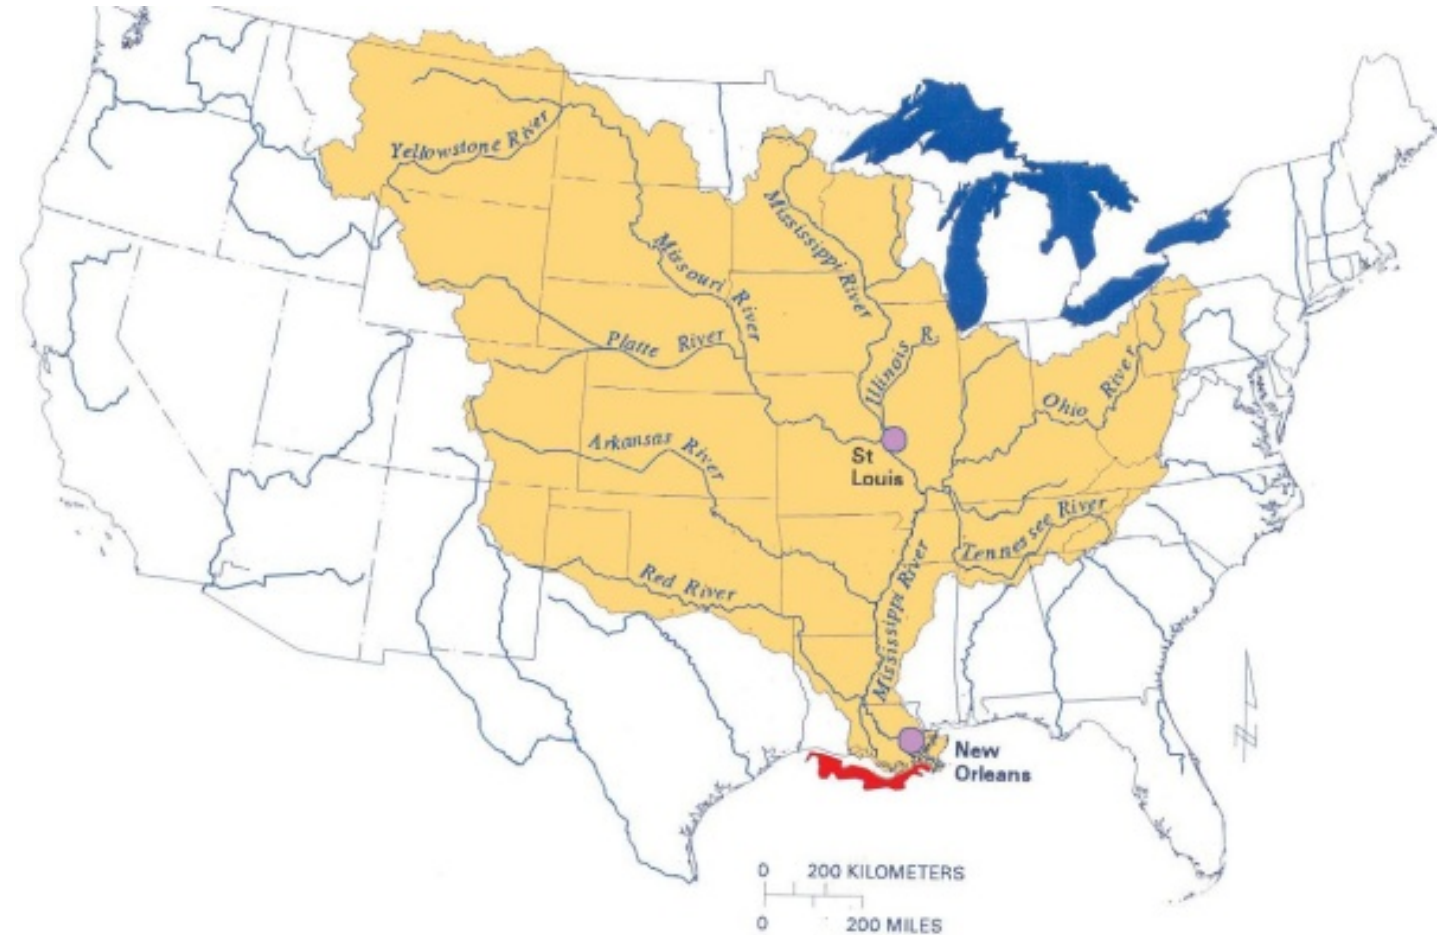 Yellowstone River
Mississippi River
Missouri River
Platte River
Illinois R.
Ohio River
Arkansas River
St
Louis
Tennessee River
Mississippi River
Red River
New
Orleans
N
0 200 KILOMETERS
0 200 MILES